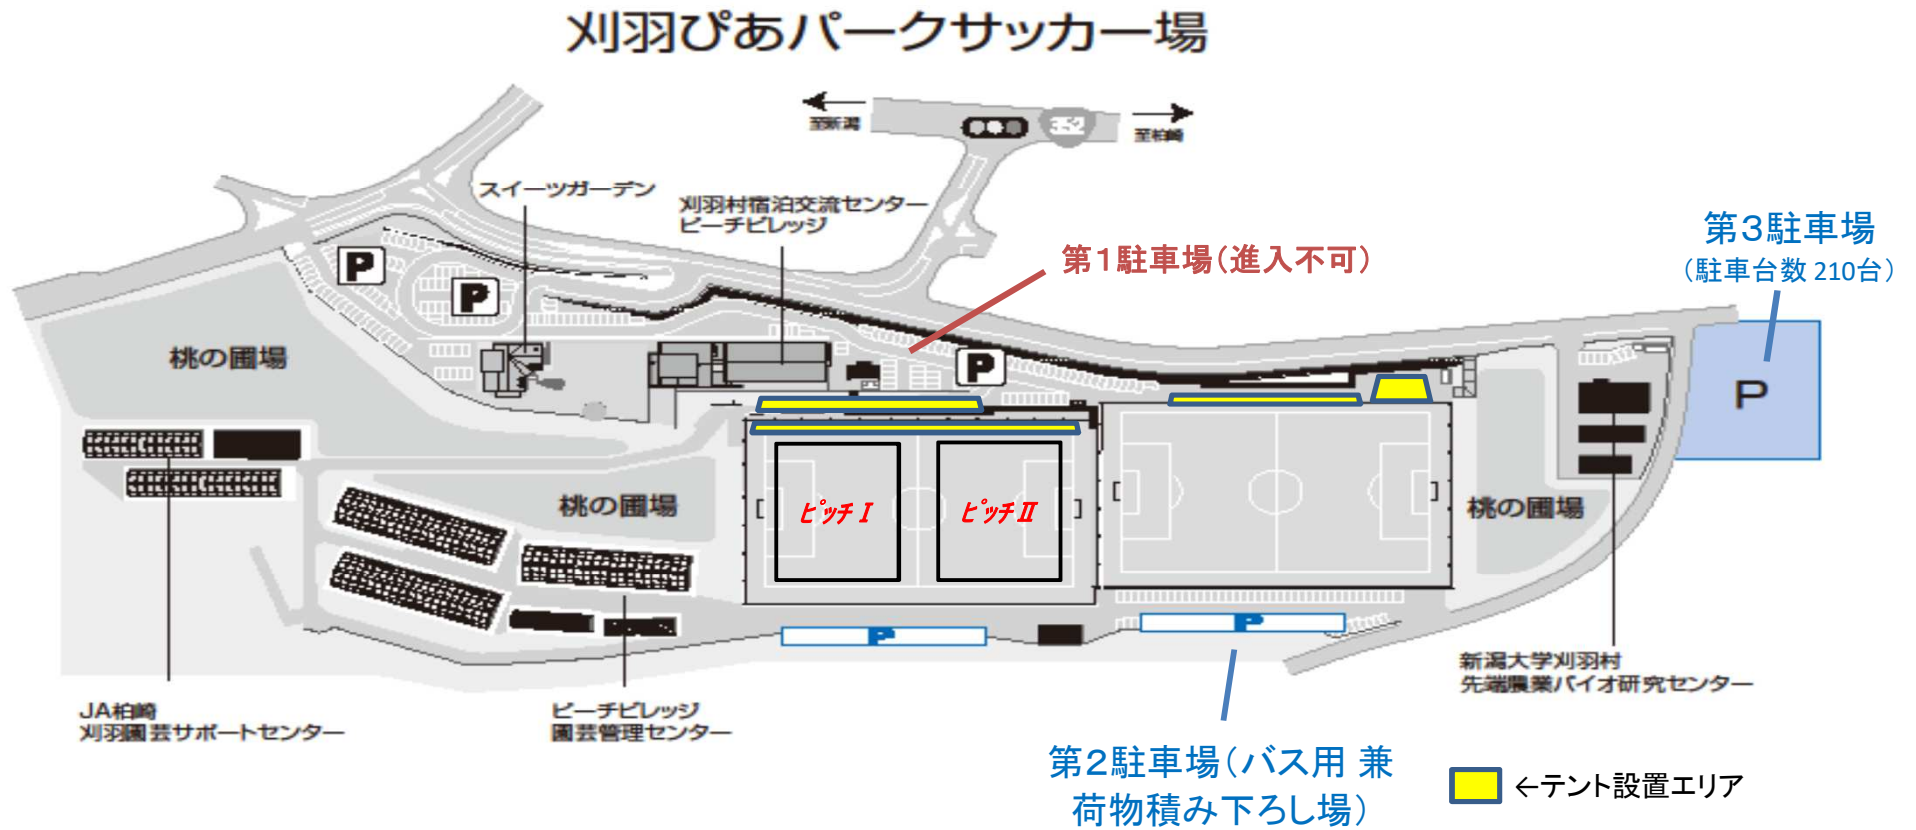 刈羽ぴあパークサッカー場
至新潟
352
至柏崎
スイーツガーデン
刈羽村宿泊交流センター
ピーチビレッジ
第1駐車場(進入不可)
第3駐車場
(駐車台数 210台)
P
P
P
P
桃の圃場
桃の圃場
桃の圃場
ピッチⅠ
ピッチⅡ
P
P
JA柏崎
刈羽園芸サポートセンター
ピーチビレッジ
園芸管理センター
新潟大学刈羽村
先端農業バイオ研究センター
第2駐車場(バス用 兼
荷物積み下ろし場)
←テント設置エリア